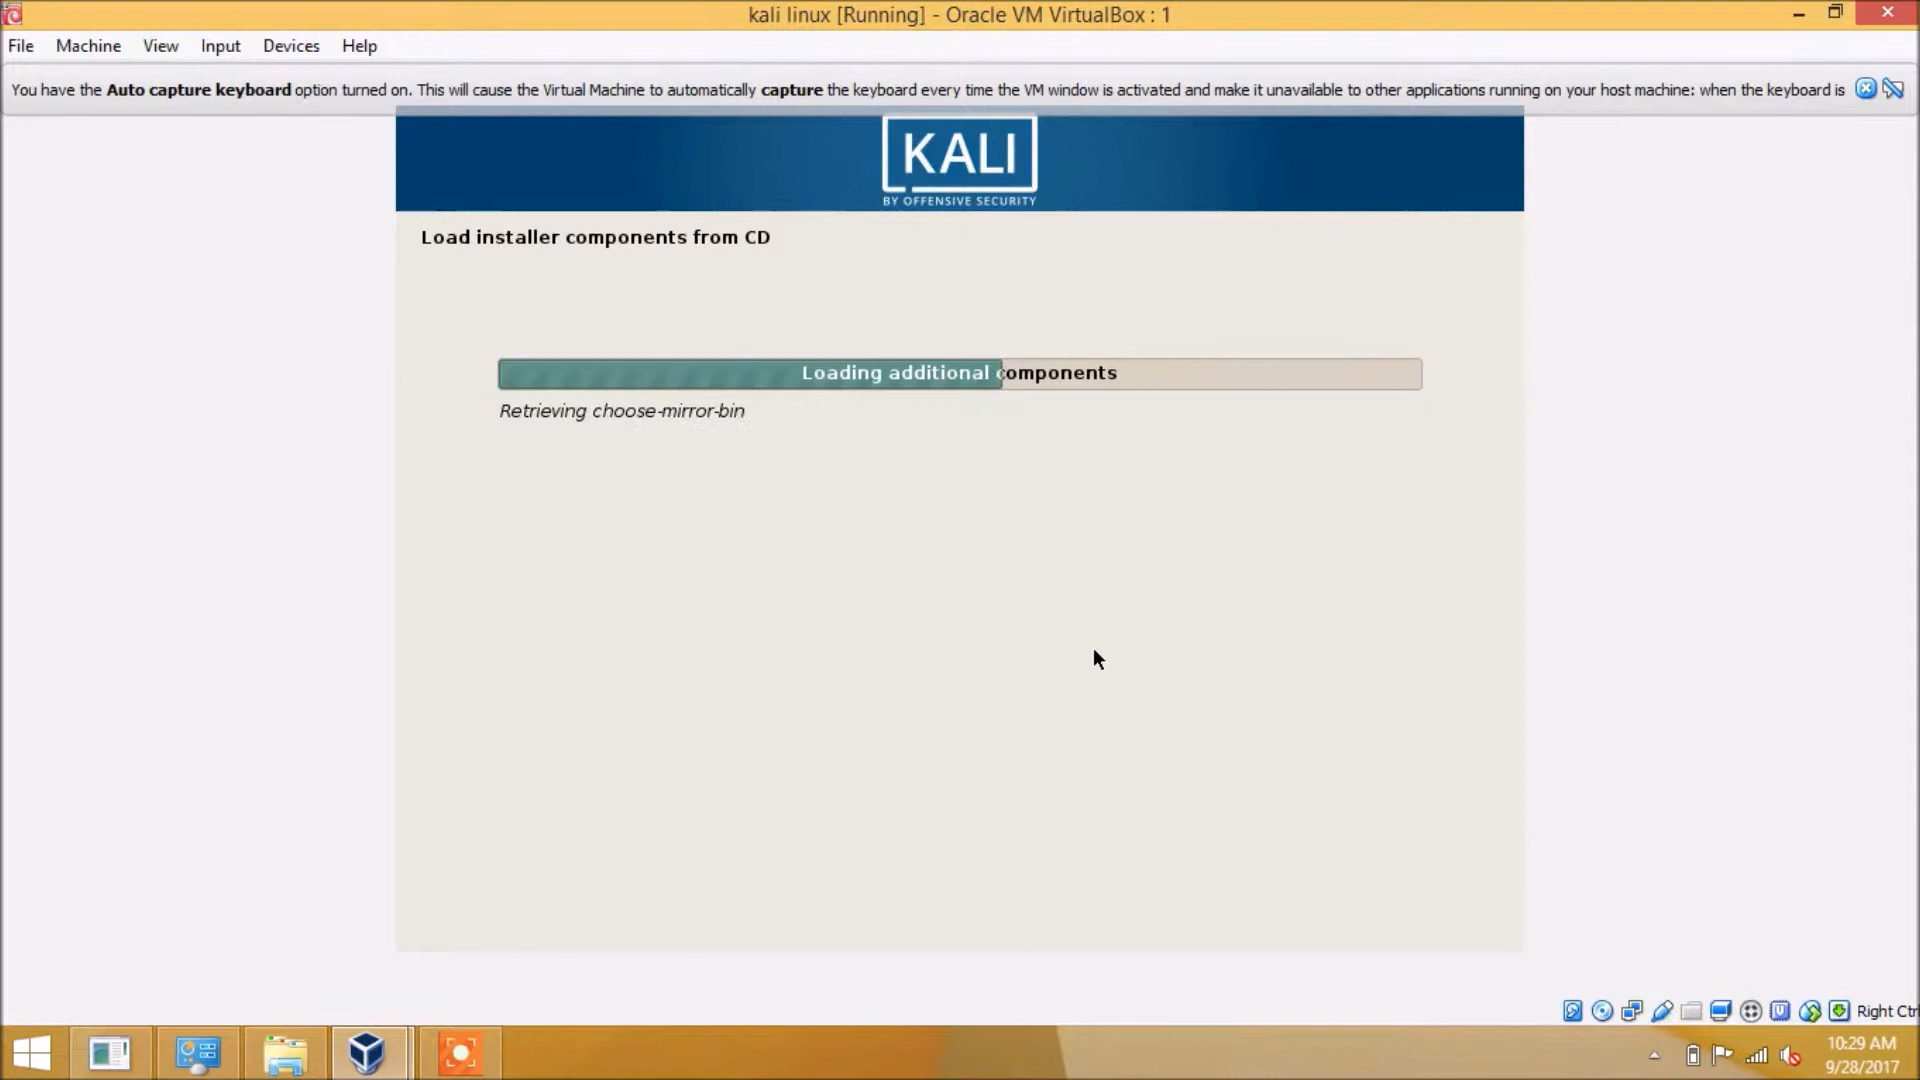 kali linux [Running] - Oracle VM VirtualBox : 1
File Machine View Input Devices Help
You have the Auto capture keyboard option turned on. This will cause the Virtual Machine to automatically capture the keyboard every time the VM window is activated and make it unavailable to other applications running on your host machine: when the keyboard is
KALI
BY OFFENSIVE SECURITY
Load installer components from CD
Loading additional components
Retrieving choose-mirror-bin
Right Ctrl
10:29 AM
9/28/2017